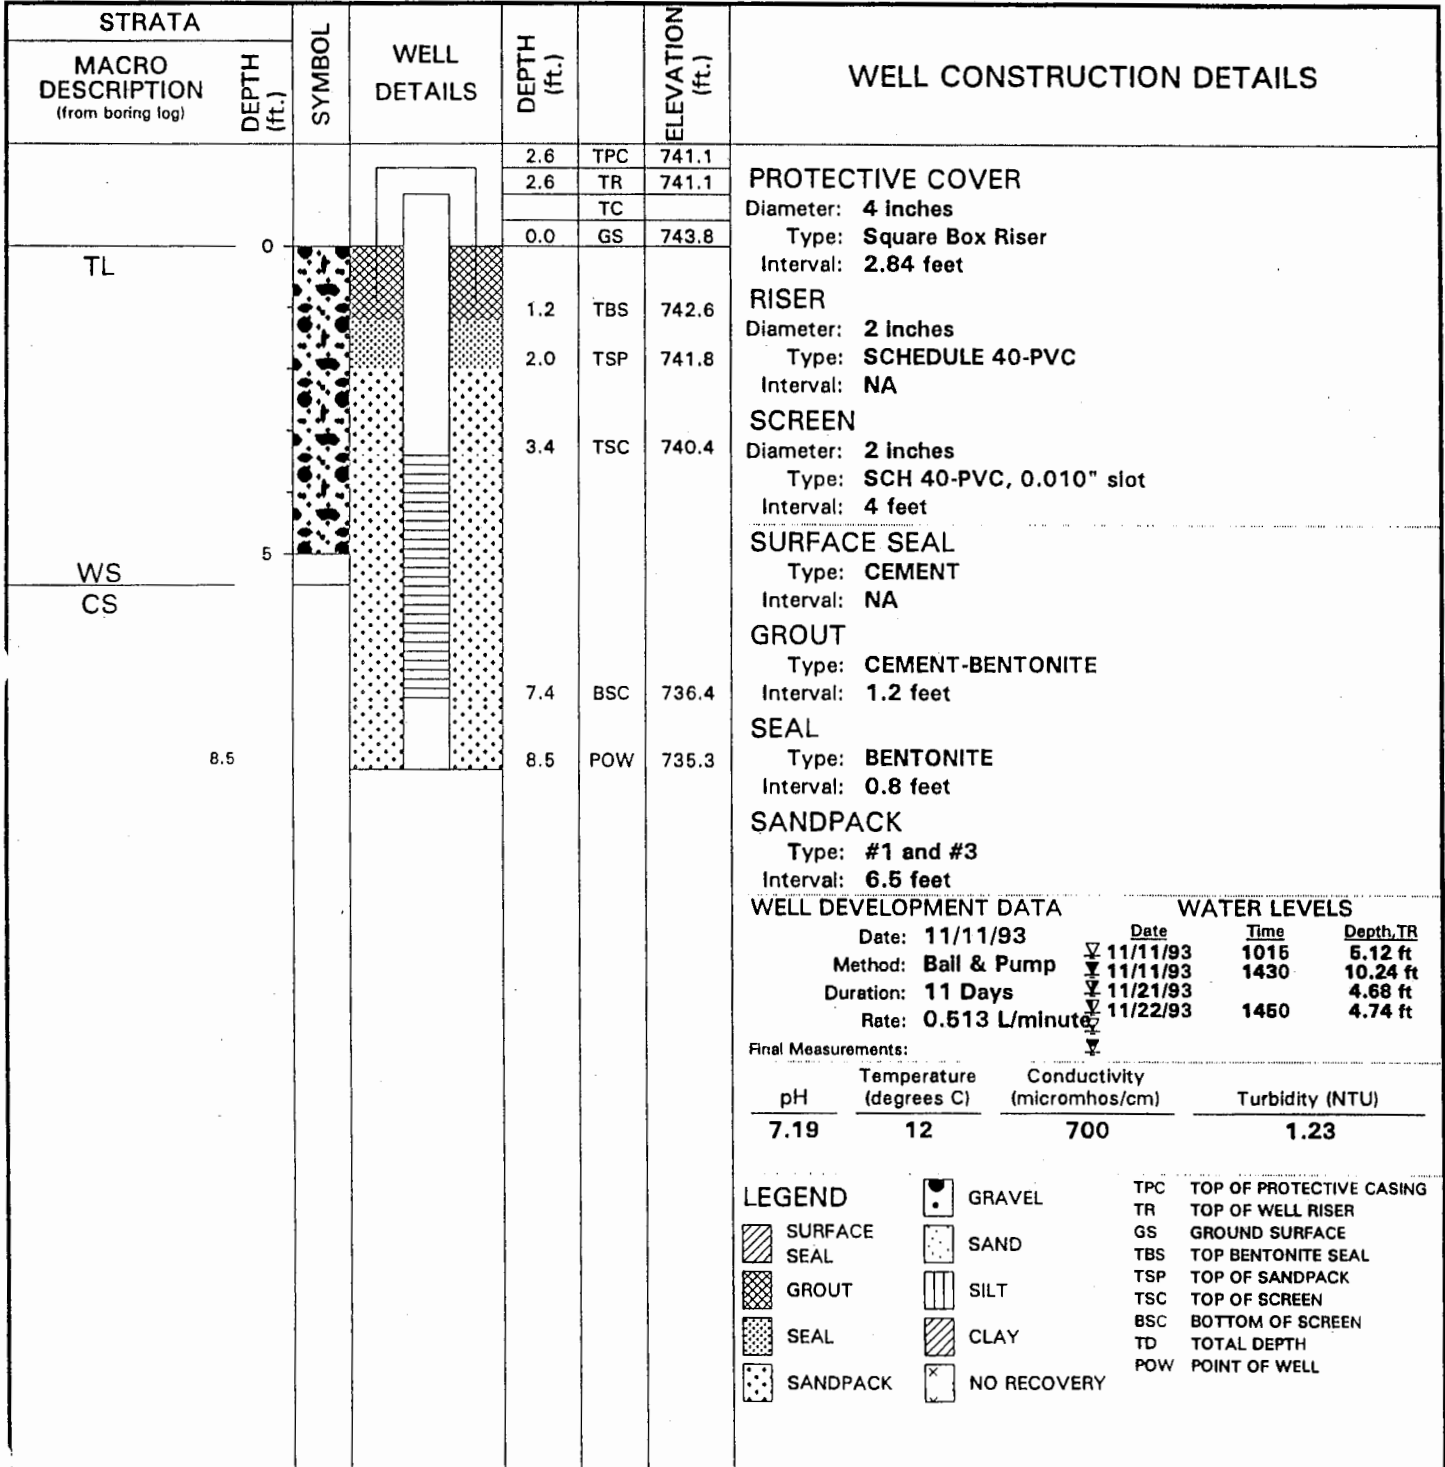 STRATA
MACRO DESCRIPTION
(from boring log)
DEPTH (ft.)
SYMBOL
WELL DETAILS
DEPTH (ft.)
ELEVATION (ft.)
WELL CONSTRUCTION DETAILS
2.6 TPC 741.1
2.6 TR 741.1
TC
0.0 GS 743.8
0
TL
1.2 TBS 742.6
2.0 TSP 741.8
3.4 TSC 740.4
5
WS
CS
7.4 BSC 736.4
8.5
8.5 POW 735.3
PROTECTIVE COVER
Diameter: 4 inches
Type: Square Box Riser
Interval: 2.84 feet
RISER
Diameter: 2 inches
Type: SCHEDULE 40-PVC
Interval: NA
SCREEN
Diameter: 2 inches
Type: SCH 40-PVC, 0.010" slot
Interval: 4 feet
SURFACE SEAL
Type: CEMENT
Interval: NA
GROUT
Type: CEMENT-BENTONITE
Interval: 1.2 feet
SEAL
Type: BENTONITE
Interval: 0.8 feet
SANDPACK
Type: #1 and #3
Interval: 6.5 feet
WELL DEVELOPMENT DATA
Date: 11/11/93
Method: Bail & Pump
Duration: 11 Days
Rate: 0.513 L/minute
Final Measurements:
WATER LEVELS
Date Time Depth,TR
11/11/93 1015 5.12 ft
11/11/93 1430 10.24 ft
11/21/93 4.68 ft
11/22/93 1450 4.74 ft
pH Temperature (degrees C) Conductivity (micromhos/cm) Turbidity (NTU)
7.19 12 700 1.23
LEGEND
SURFACE SEAL
GROUT
SEAL
SANDPACK
GRAVEL
SAND
SILT
CLAY
NO RECOVERY
TPC TOP OF PROTECTIVE CASING
TR TOP OF WELL RISER
GS GROUND SURFACE
TBS TOP BENTONITE SEAL
TSP TOP OF SANDPACK
TSC TOP OF SCREEN
BSC BOTTOM OF SCREEN
TD TOTAL DEPTH
POW POINT OF WELL